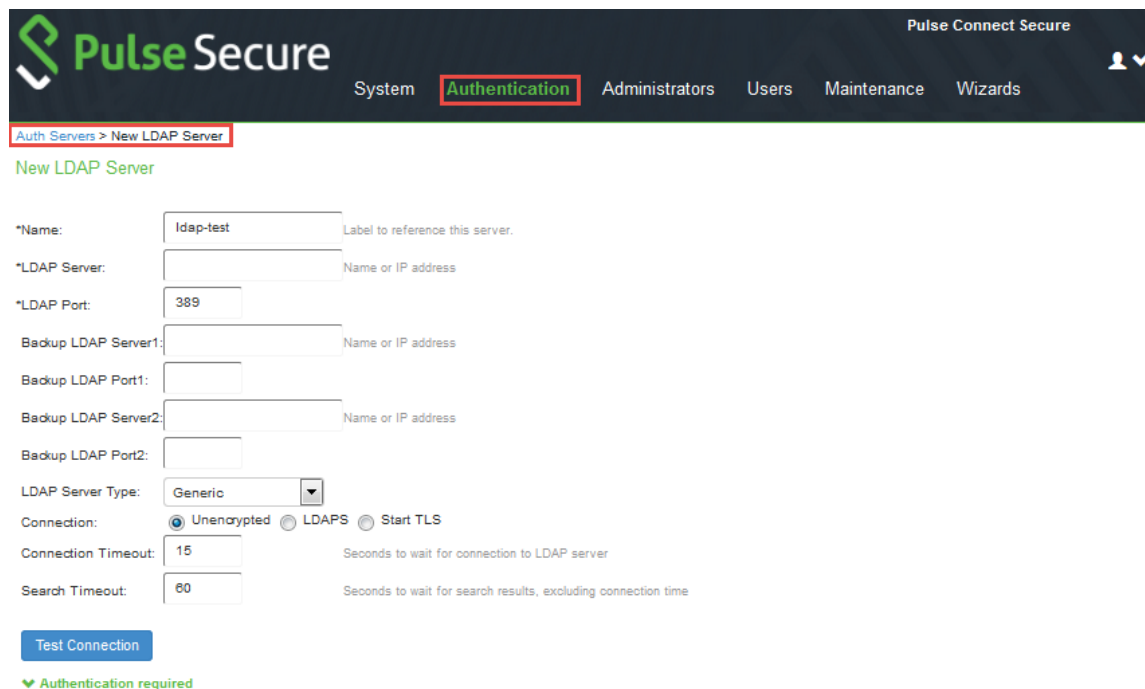 Pulse Secure
Pulse Connect Secure
System Authentication Administrators Users Maintenance Wizards
Auth Servers > New LDAP Server
New LDAP Server
*Name: ldap-test Label to reference this server.
*LDAP Server: Name or IP address
*LDAP Port: 389
Backup LDAP Server1: Name or IP address
Backup LDAP Port1:
Backup LDAP Server2: Name or IP address
Backup LDAP Port2:
LDAP Server Type: Generic
Connection: Unencrypted LDAPS Start TLS
Connection Timeout: 15 Seconds to wait for connection to LDAP server
Search Timeout: 60 Seconds to wait for search results, excluding connection time
Test Connection
Authentication required